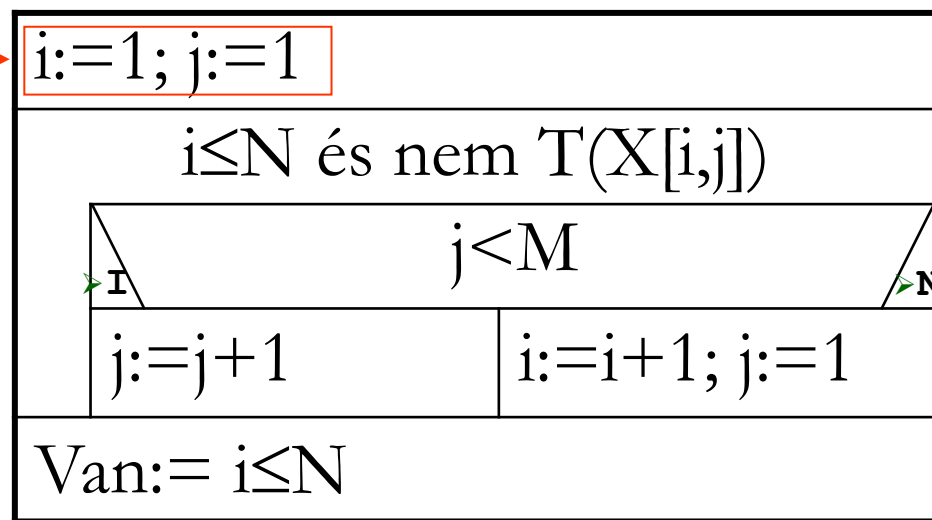 i:=1; j:=1
i≤N és nem T(X[i,j])
j<M
I N
j:=j+1 i:=i+1; j:=1
Van:= i≤N